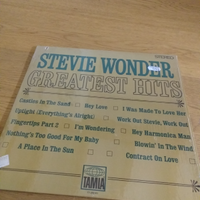 STEVIE WONDER
GREATEST HITS
Castles in The Sand Hey Love I Was Made To Love Her
Uptight (Everything's Alright) Work Out Stevie, Work Out
Fingertips Part 2 I'm Wondering Hey Harmonica Man
Nothing's Too Good For My Baby Blowin' In The Wind
A Place In The Sun Contract On Love
TAMLA